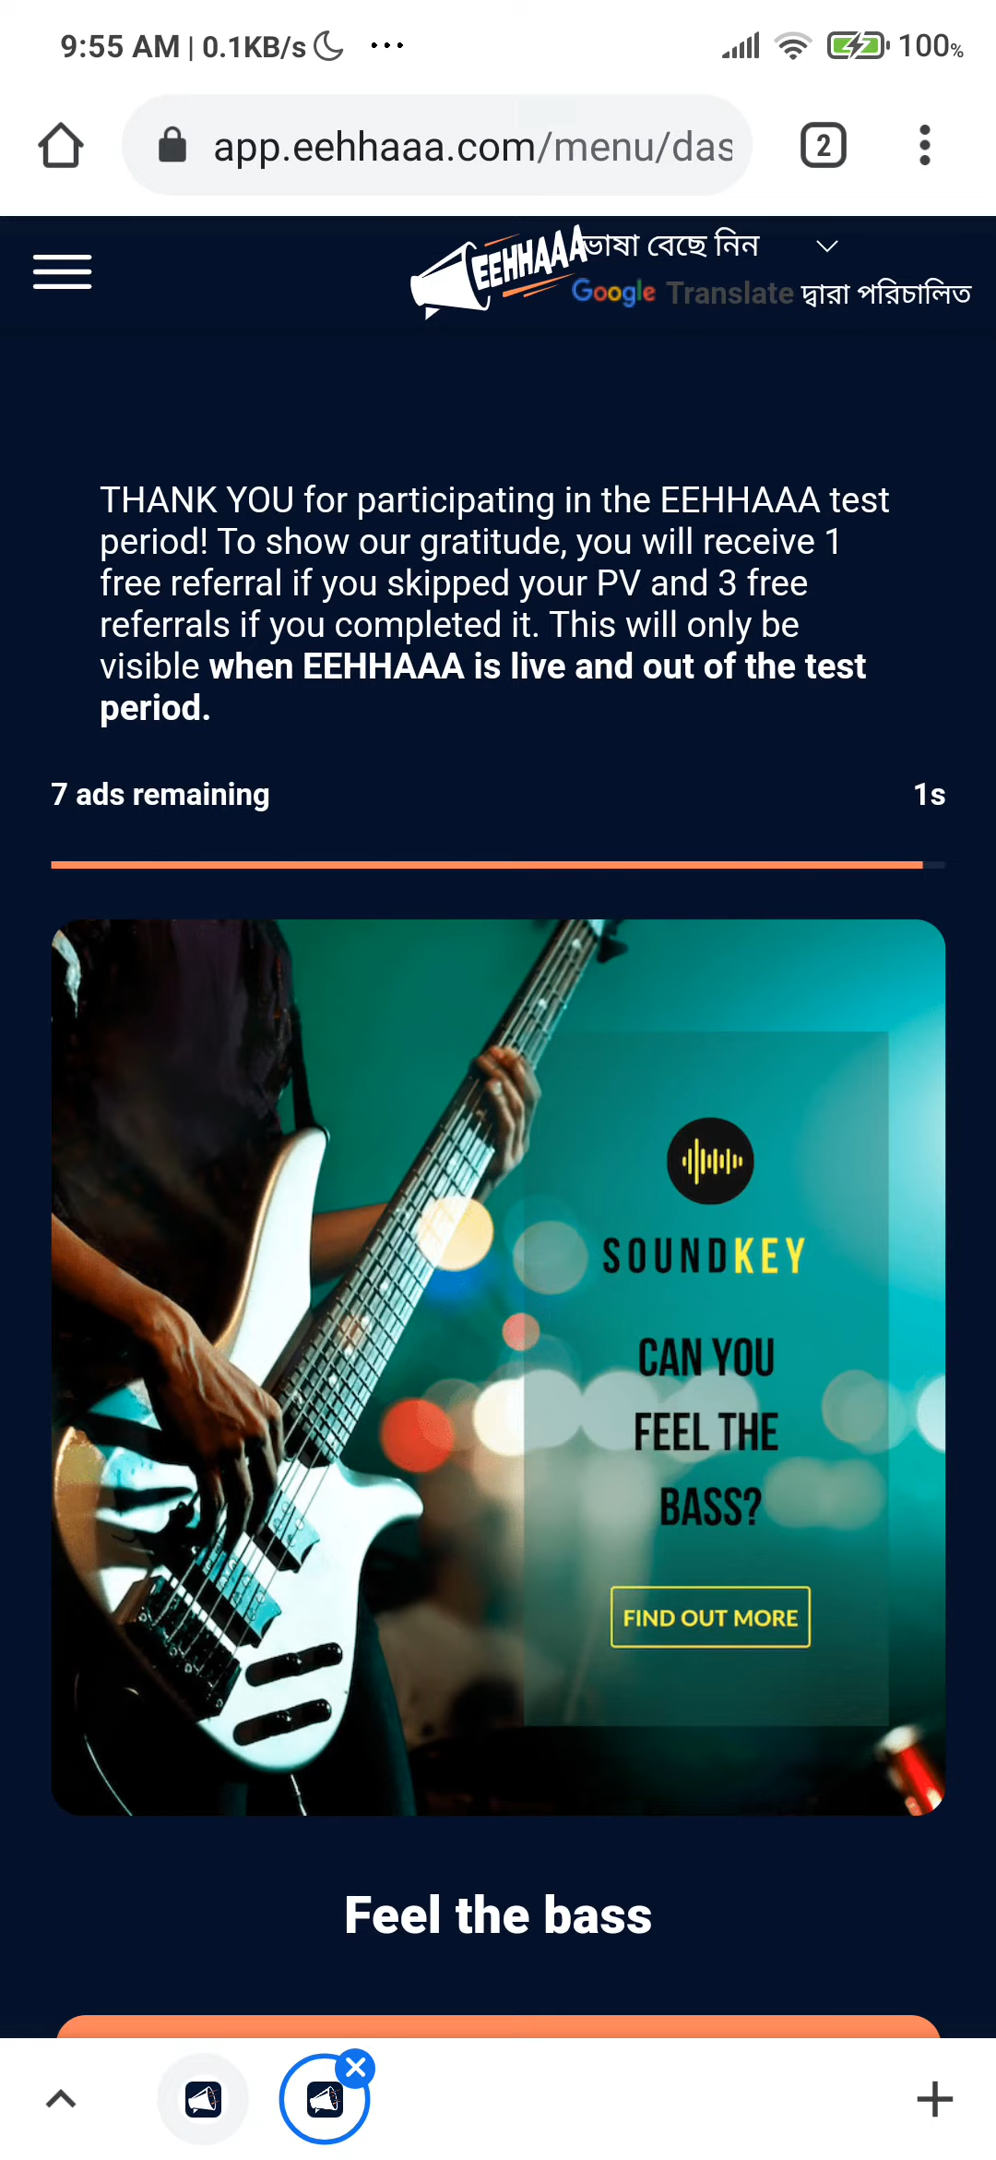 9:55 AM | 0.1KB/s ... 100%
app.eehhaaa.com/menu/das
2
EEHHAAA
ভাষা বেছে নিন
Google Translate দ্বারা পরিচালিত
THANK YOU for participating in the EEHHAAA test
period! To show our gratitude, you will receive 1
free referral if you skipped your PV and 3 free
referrals if you completed it. This will only be
visible when EEHHAAA is live and out of the test
period.
7 ads remaining 1s
SOUNDKEY
CAN YOU
FEEL THE
BASS?
FIND OUT MORE
Feel the bass